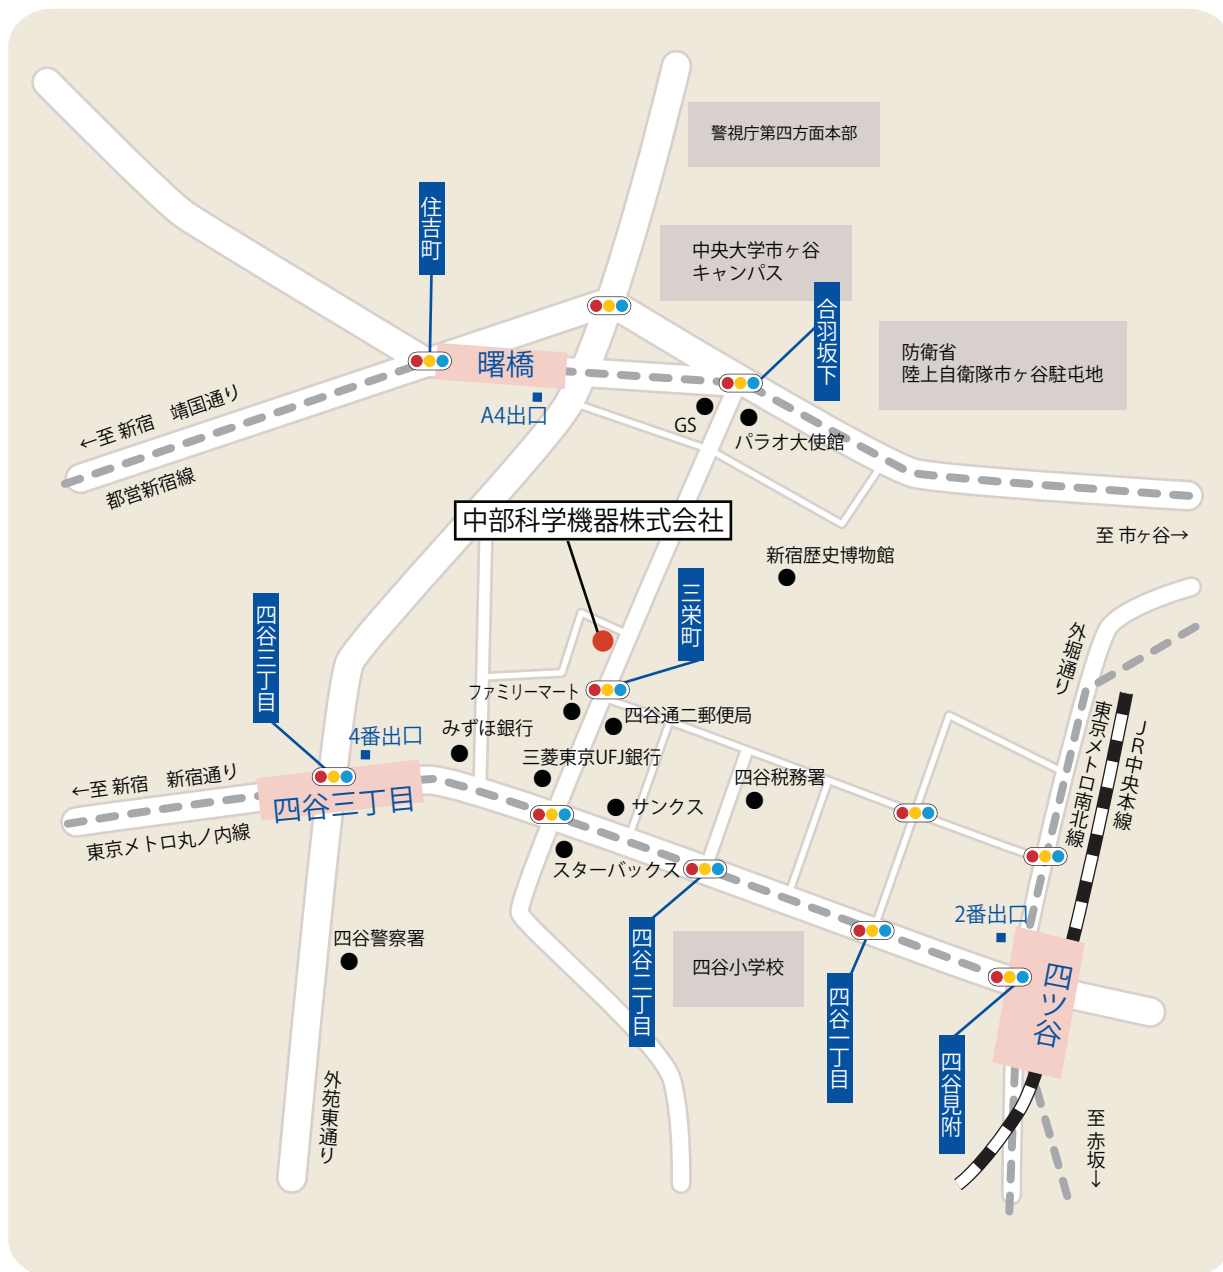 警視庁第四方面本部
住吉町
中央大学市ヶ谷
キャンパス
合羽坂下
防衛省
陸上自衛隊市ヶ谷駐屯地
曙橋
A4出口
GS
パラオ大使館
←至 新宿　靖国通り
都営新宿線
中部科学機器株式会社
至 市ヶ谷→
新宿歴史博物館
三栄町
四谷三丁目
外堀通り
東京メトロ南北線
JR中央本線
ファミリーマート
四谷通二郵便局
みずほ銀行
4番出口
三菱東京UFJ銀行
四谷税務署
←至 新宿　新宿通り
四谷三丁目
サンクス
東京メトロ丸ノ内線
スターバックス
2番出口
四谷警察署
四谷二丁目
四谷小学校
四谷一丁目
四ツ谷
四谷見附
外苑東通り
至 赤坂→